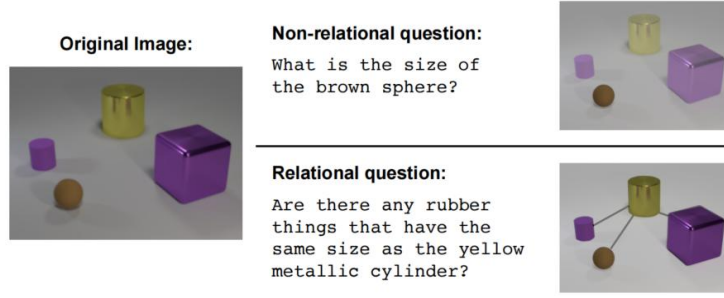 Original Image:
Non-relational question:
What is the size of
the brown sphere?
Relational question:
Are there any rubber
things that have the
same size as the yellow
metallic cylinder?